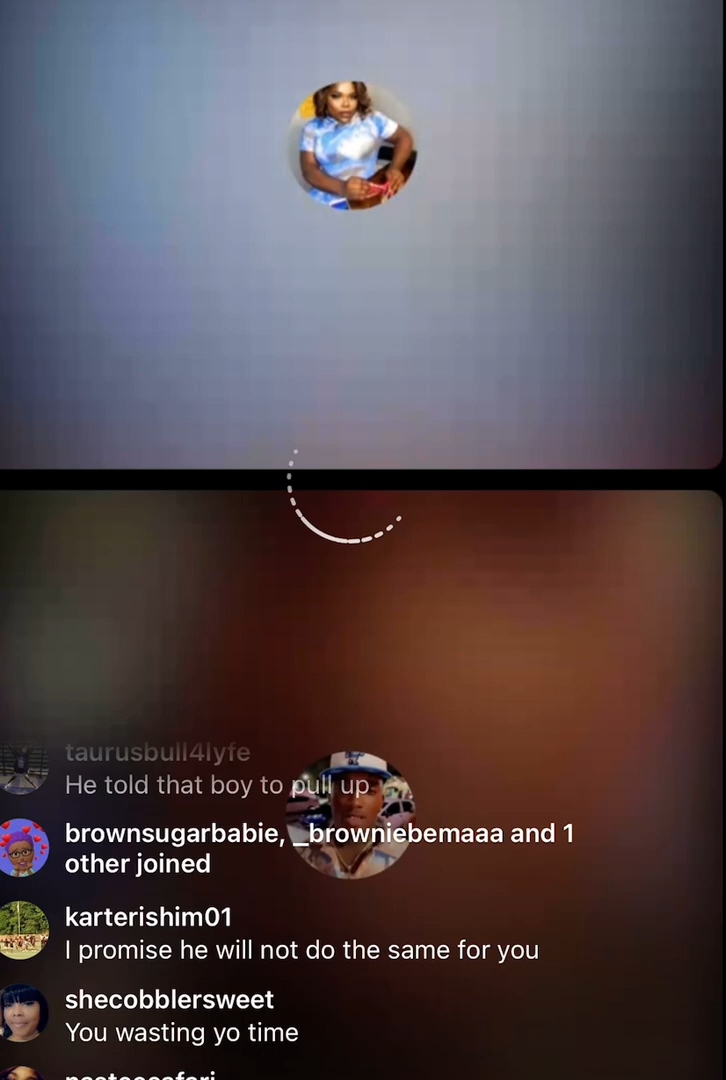 taurusbull4lyfe
He told that boy to pull up
brownsugarbabie, _browniebemaaa and 1
other joined
karterishim01
I promise he will not do the same for you
shecobblersweet
You wasting yo time